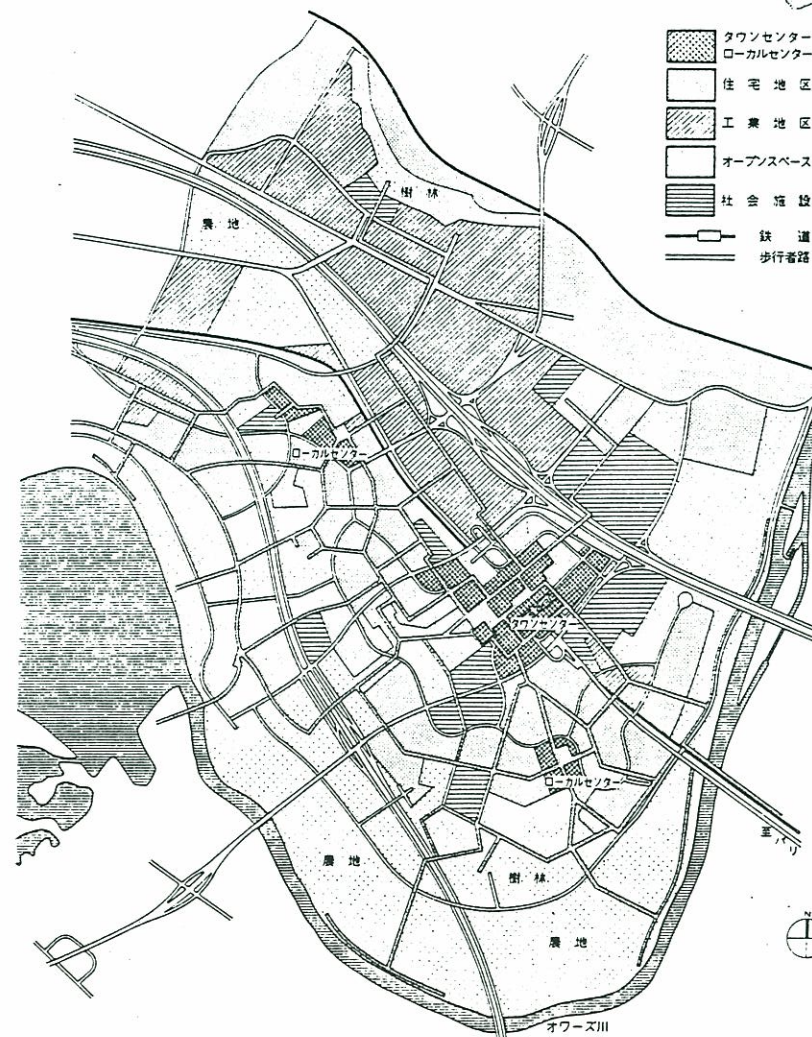 タウンセンター
ローカルセンター
住宅地区
工業地区
オープンスペース
社会施設
鉄道
歩行者路
樹林
農地
ローカルセンター
タウンセンター
ローカルセンター
至パリ
農地
樹林
農地
オワーズ川
N